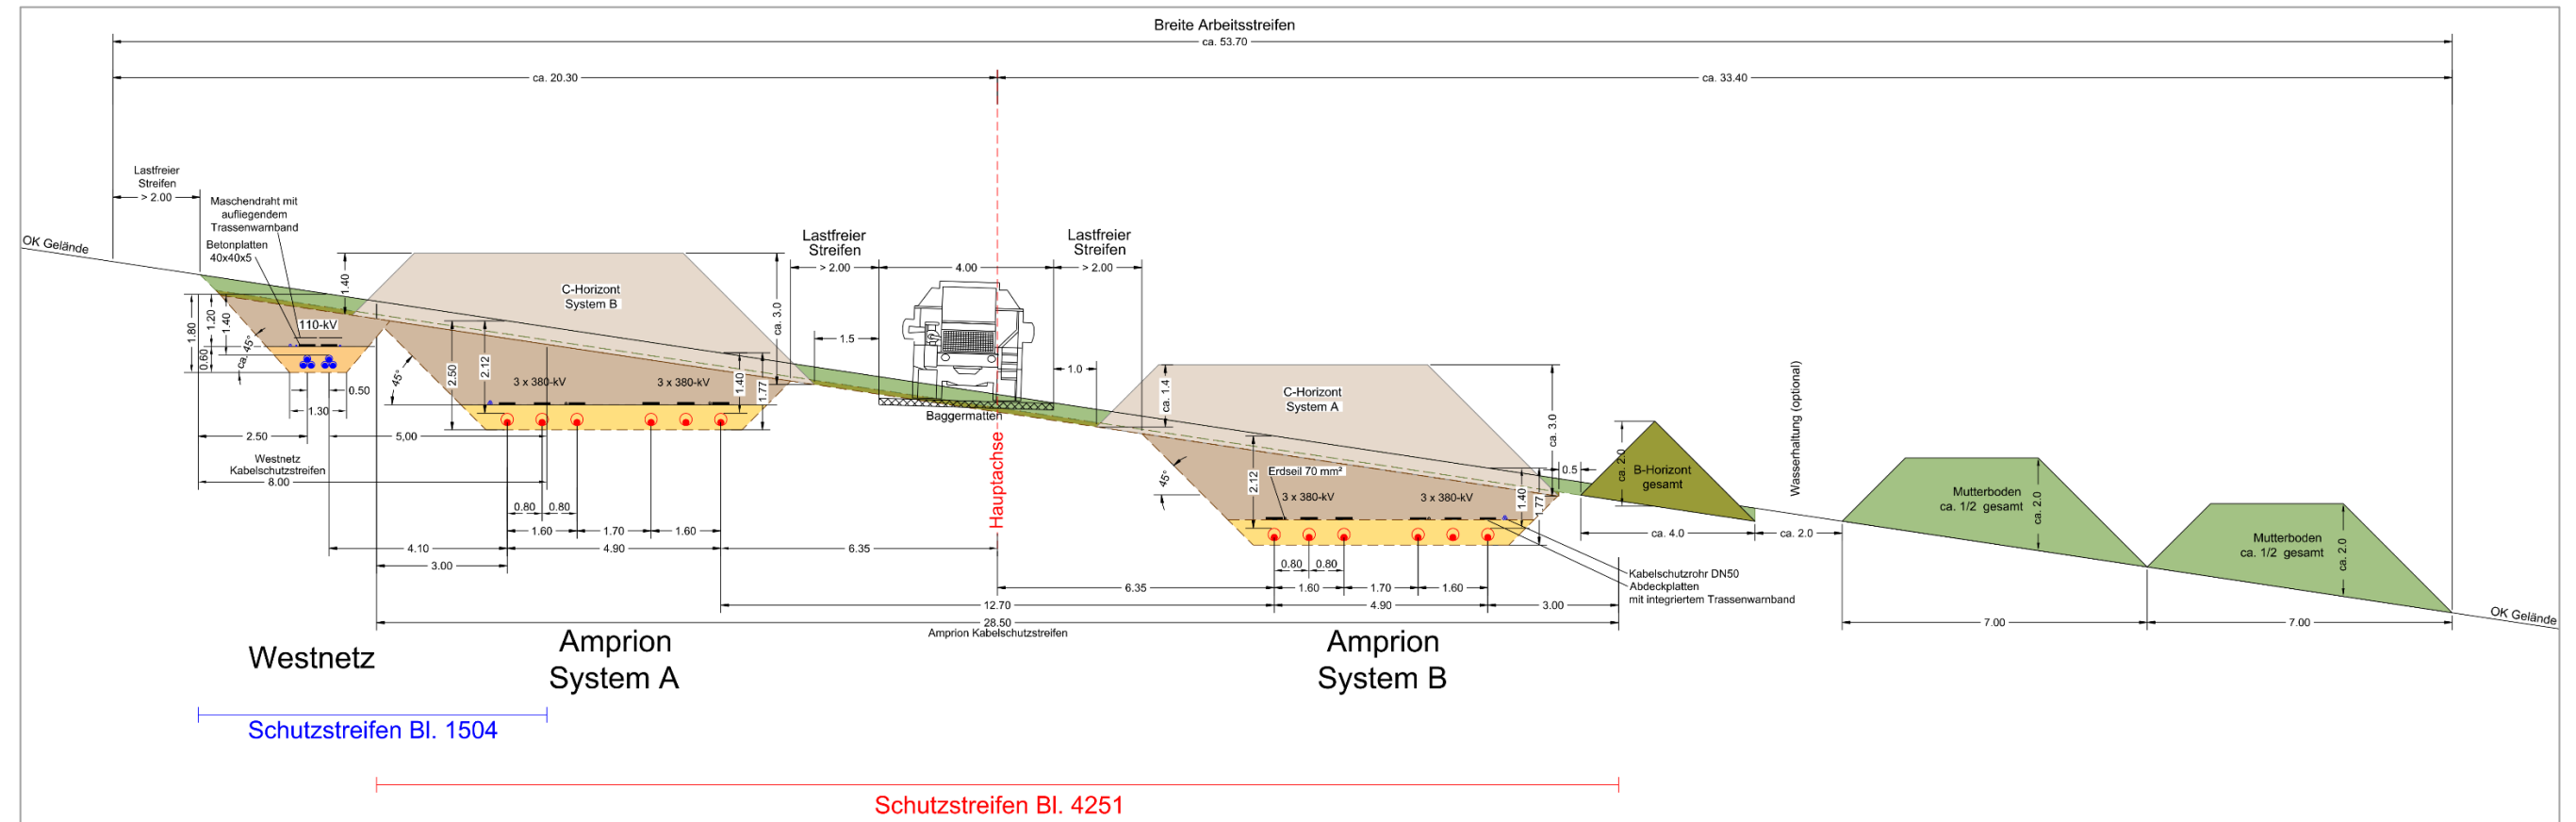 Breite Arbeitsstreifen
ca. 53.70
ca. 20.30
ca. 33.40
Lastfreier
Streifen
> 2.00
Maschendraht mit
aufliegendem
Trassenwarnband
Betonplatten
40x40x5
OK Gelände
1.80
1.20
0.60
1.40
ca. 45°
110-kV
0.50
1.30
2.50
5,00
Westnetz
Kabelschutzstreifen
8.00
1.40
C-Horizont
System B
ca. 3.0
45°
2.50
2.12
3 x 380-kV
3 x 380-kV
1.40
1.77
0.80
0.80
1.60
1.70
1.60
4.10
4.90
6.35
3.00
Lastfreier
Streifen
> 2.00
4.00
Lastfreier
Streifen
> 2.00
1.5
1.0
Baggermatten
Hauptachse
ca. 1.4
C-Horizont
System A
ca. 3.0
45°
2.12
Erdseil 70 mm²
3 x 380-kV
3 x 380-kV
1.40
1.77
0.5
ca. 2.0
B-Horizont
gesamt
ca. 4.0
ca. 2.0
Wasserhaltung (optional)
Mutterboden
ca. 1/2 gesamt
ca. 2.0
Mutterboden
ca. 1/2 gesamt
ca. 2.0
OK Gelände
7.00
7.00
0.80
0.80
6.35
1.60
1.70
1.60
12.70
4.90
3.00
Kabelschutzrohr DN50
Abdeckplatten
mit integriertem Trassenwarnband
28.50
Amprion Kabelschutzstreifen
Westnetz
Amprion
System A
Amprion
System B
Schutzstreifen Bl. 1504
Schutzstreifen Bl. 4251